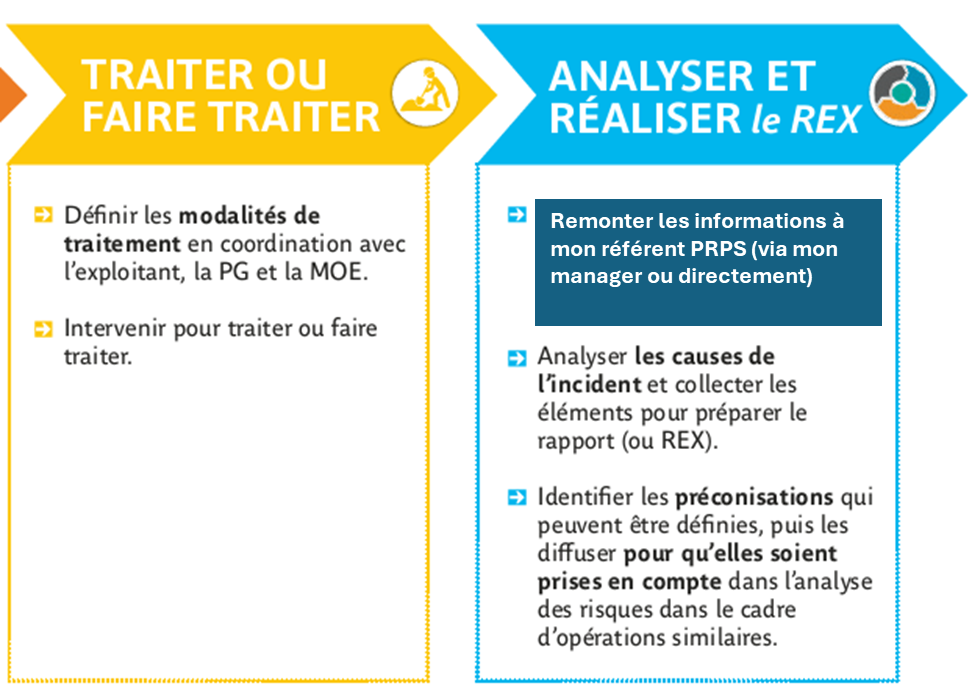 TRAITER OU
FAIRE TRAITER
Définir les modalités de
traitement en coordination avec
l'exploitant, la PG et la MOE.
Intervenir pour traiter ou faire
traiter.
ANALYSER ET
RÉALISER le REX
Remonter les informations à
mon référent PRPS (via mon
manager ou directement)
Analyser les causes de
l'incident et collecter les
éléments pour préparer le
rapport (ou REX).
Identifier les préconisations qui
peuvent être définies, puis les
diffuser pour qu'elles soient
prises en compte dans l'analyse
des risques dans le cadre
d'opérations similaires.